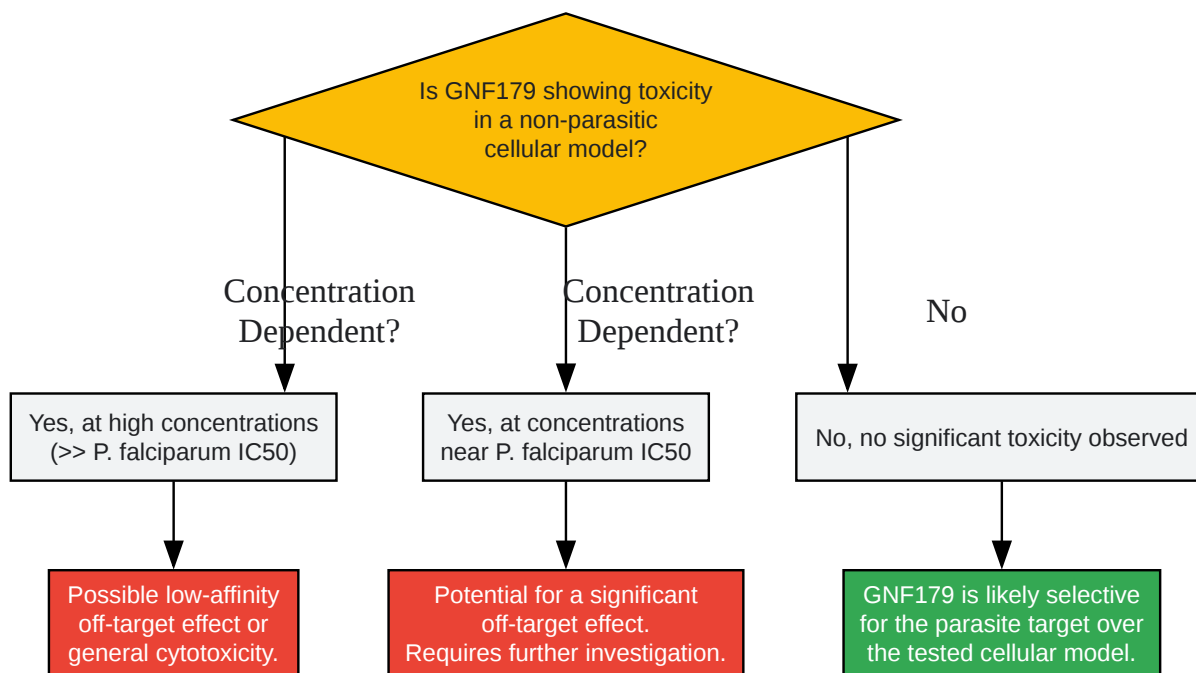 Is GNF179 showing toxicity
in a non-parasitic
cellular model?
Concentration
Dependent?
Concentration
Dependent?
No
Yes, at high concentrations
(>> P. falciparum IC50)
Yes, at concentrations
near P. falciparum IC50
No, no significant toxicity observed
Possible low-affinity
off-target effect or
general cytotoxicity.
Potential for a significant
off-target effect.
Requires further investigation.
GNF179 is likely selective
for the parasite target over
the tested cellular model.